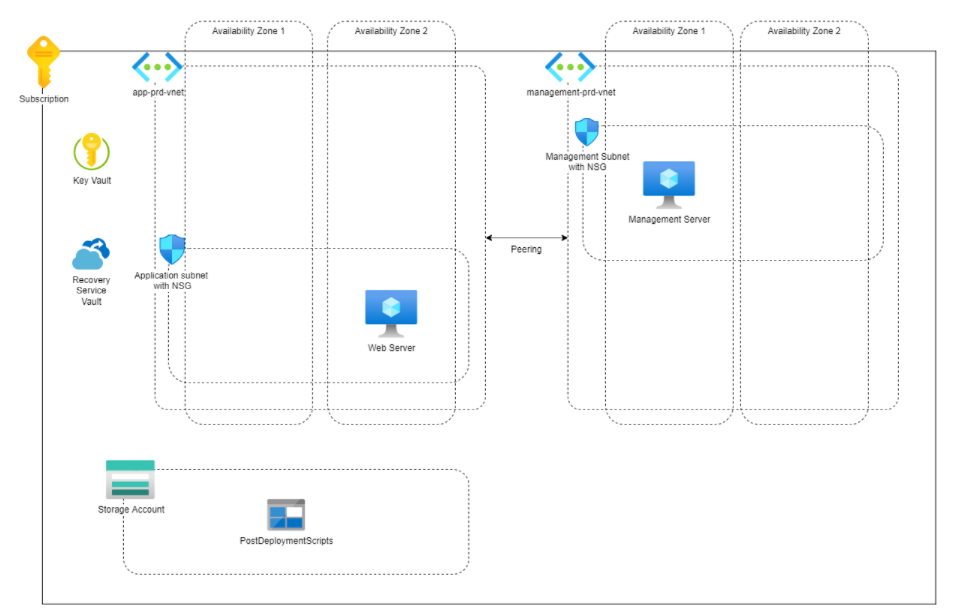 Availability Zone 1
Availability Zone 2
Availability Zone 1
Availability Zone 2
Subscription
app-prd-vnet
management-prd-vnet
Key Vault
Management Subnet
with NSG
Management Server
Peering
Recovery
Service
Vault
Application subnet
with NSG
Web Server
Storage Account
PostDeploymentScripts